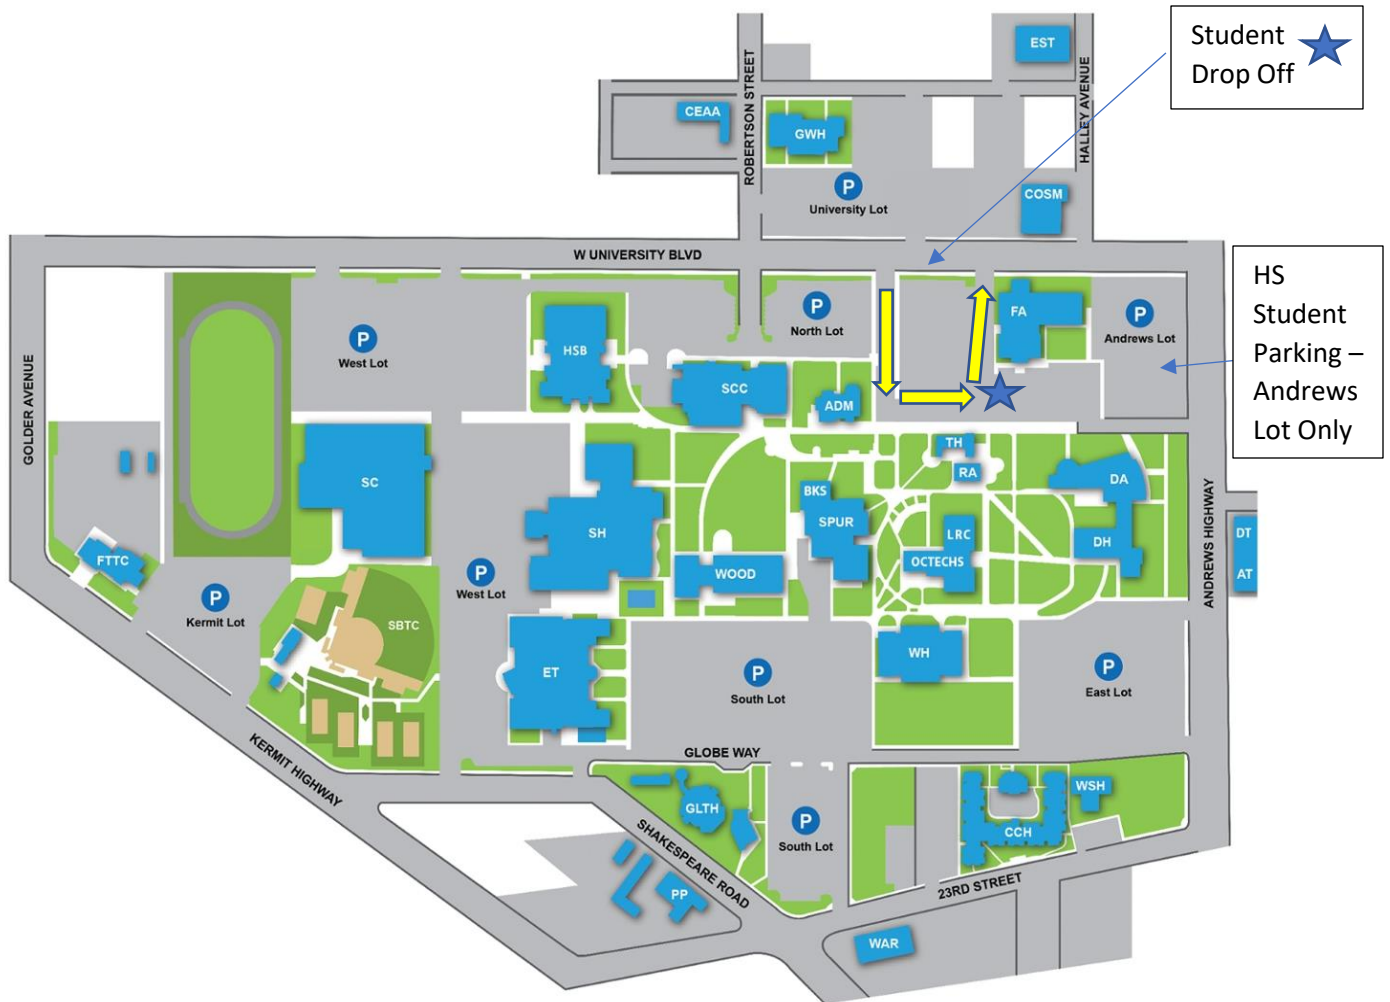 Student
Drop Off
EST
HALLEY AVENUE
ROBERTSON STREET
CEAA
GWH
P
University Lot
COSM
W UNIVERSITY BLVD
HS
Student
Parking –
Andrews
Lot Only
P
North Lot
FA
P
Andrews Lot
P
West Lot
HSB
SCC
ADM
GOLDER AVENUE
TH
RA
SC
BKS
SPUR
DA
ANDREWS HIGHWAY
SH
LRC
OCTECHS
DH
DT
AT
FTTC
P
Kermit Lot
P
West Lot
WOOD
SBTC
ET
P
South Lot
WH
P
East Lot
KERMIT HIGHWAY
GLOBE WAY
GLTH
P
South Lot
WSH
CCH
SHAKESPEARE ROAD
PP
23RD STREET
WAR